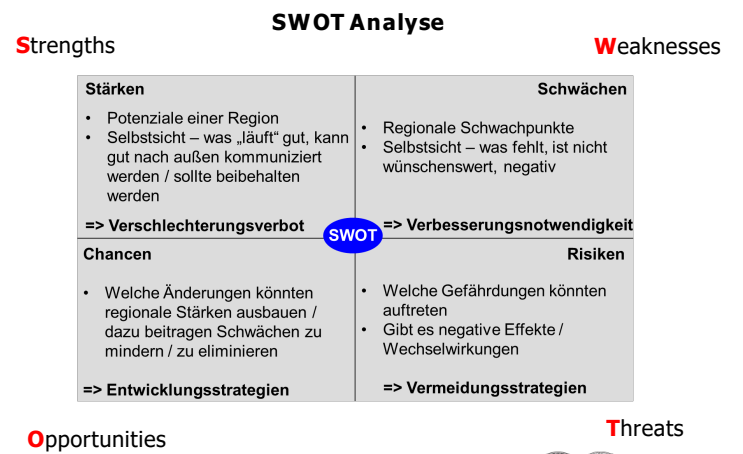 SWOT Analyse
Strengths
Weaknesses
Stärken
• Potenziale einer Region
• Selbstsicht – was „läuft“ gut, kann
gut nach außen kommuniziert
werden / sollte beibehalten
werden
=> Verschlechterungsverbot
Schwächen
• Regionale Schwachpunkte
• Selbstsicht – was fehlt, ist nicht
wünschenswert, negativ
=> Verbesserungsnotwendigkeit
SWOT
Chancen
• Welche Änderungen könnten
regionale Stärken ausbauen /
dazu beitragen Schwächen zu
mindern / zu eliminieren
=> Entwicklungsstrategien
Risiken
• Welche Gefährdungen könnten
auftreten
• Gibt es negative Effekte /
Wechselwirkungen
=> Vermeidungsstrategien
Opportunities
Threats